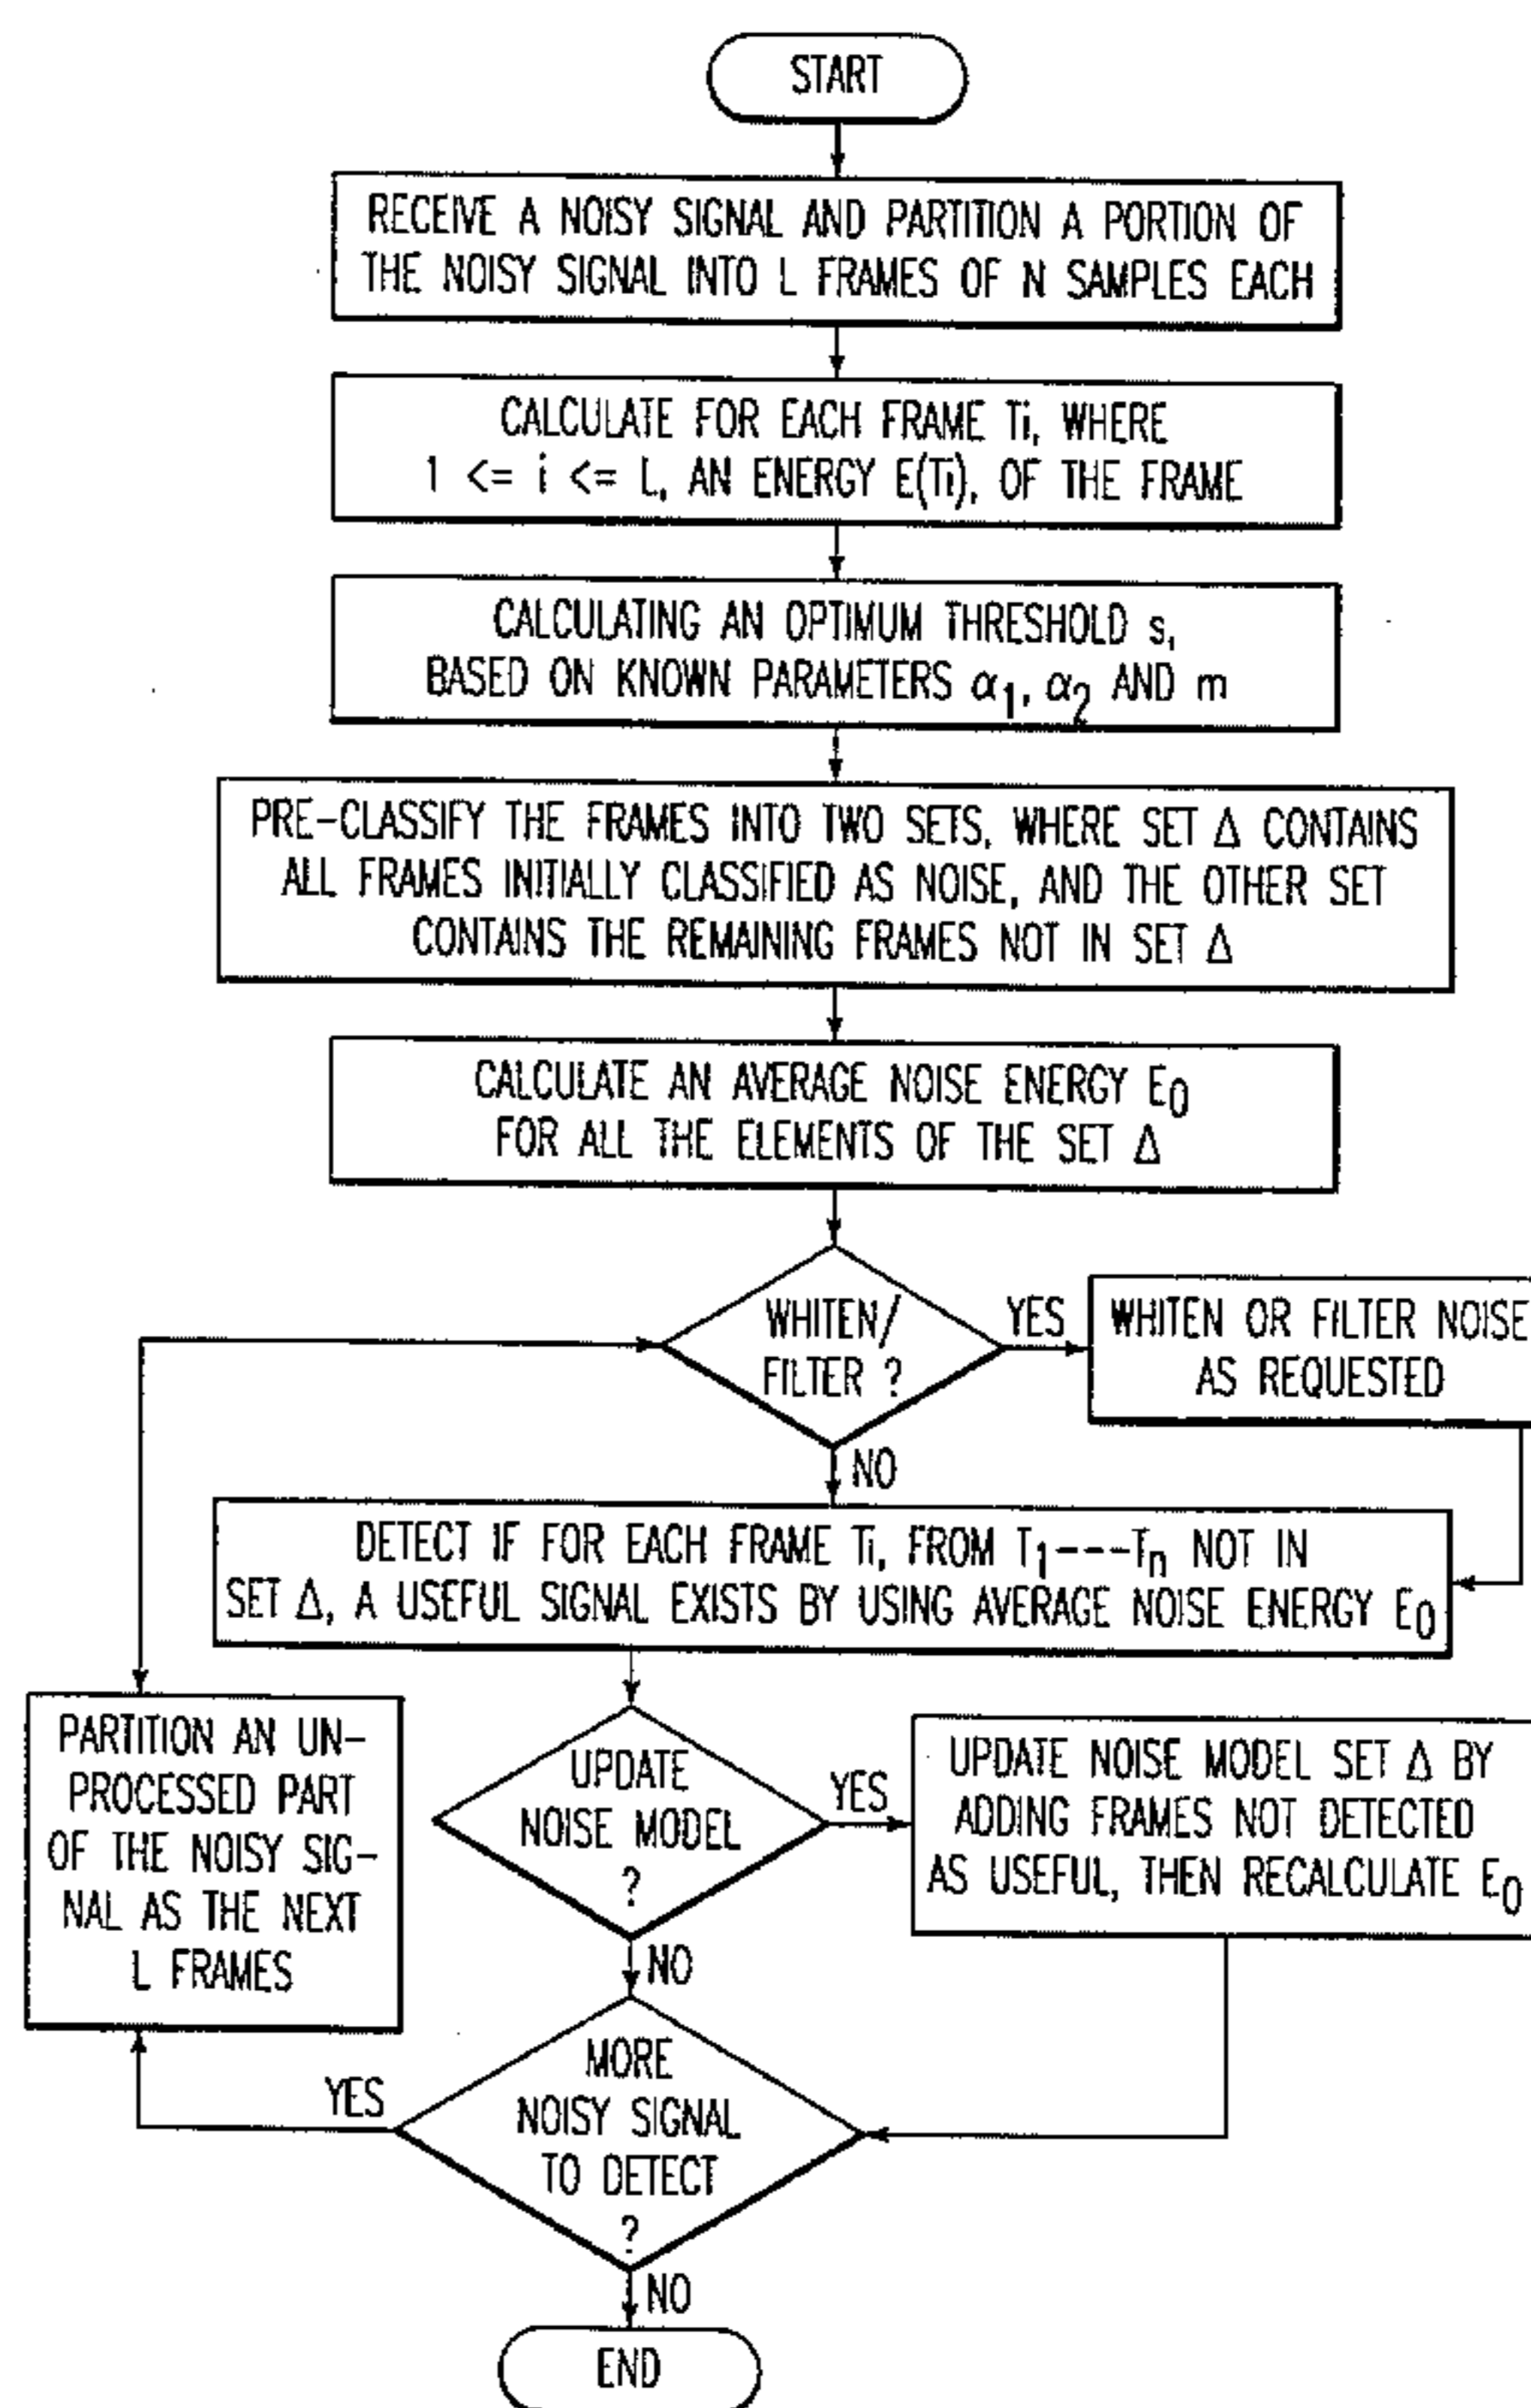 START
RECEIVE A NOISY SIGNAL AND PARTITION A PORTION OF
THE NOISY SIGNAL INTO L FRAMES OF N SAMPLES EACH
CALCULATE FOR EACH FRAME Ti, WHERE
1 <= i <= L, AN ENERGY E(Ti), OF THE FRAME
CALCULATING AN OPTIMUM THRESHOLD s,
BASED ON KNOWN PARAMETERS α1, α2 AND m
PRE-CLASSIFY THE FRAMES INTO TWO SETS, WHERE SET Δ CONTAINS
ALL FRAMES INITIALLY CLASSIFIED AS NOISE, AND THE OTHER SET
CONTAINS THE REMAINING FRAMES NOT IN SET Δ
CALCULATE AN AVERAGE NOISE ENERGY E0
FOR ALL THE ELEMENTS OF THE SET Δ
WHITEN/
FILTER ?
YES
WHITEN OR FILTER NOISE
AS REQUESTED
NO
DETECT IF FOR EACH FRAME Ti, FROM T1---Tn NOT IN
SET Δ, A USEFUL SIGNAL EXISTS BY USING AVERAGE NOISE ENERGY E0
PARTITION AN UN-
PROCESSED PART
OF THE NOISY SIG-
NAL AS THE NEXT
L FRAMES
UPDATE
NOISE MODEL
?
YES
UPDATE NOISE MODEL SET Δ BY
ADDING FRAMES NOT DETECTED
AS USEFUL, THEN RECALCULATE E0
NO
MORE
NOISY SIGNAL
TO DETECT
?
YES
NO
END